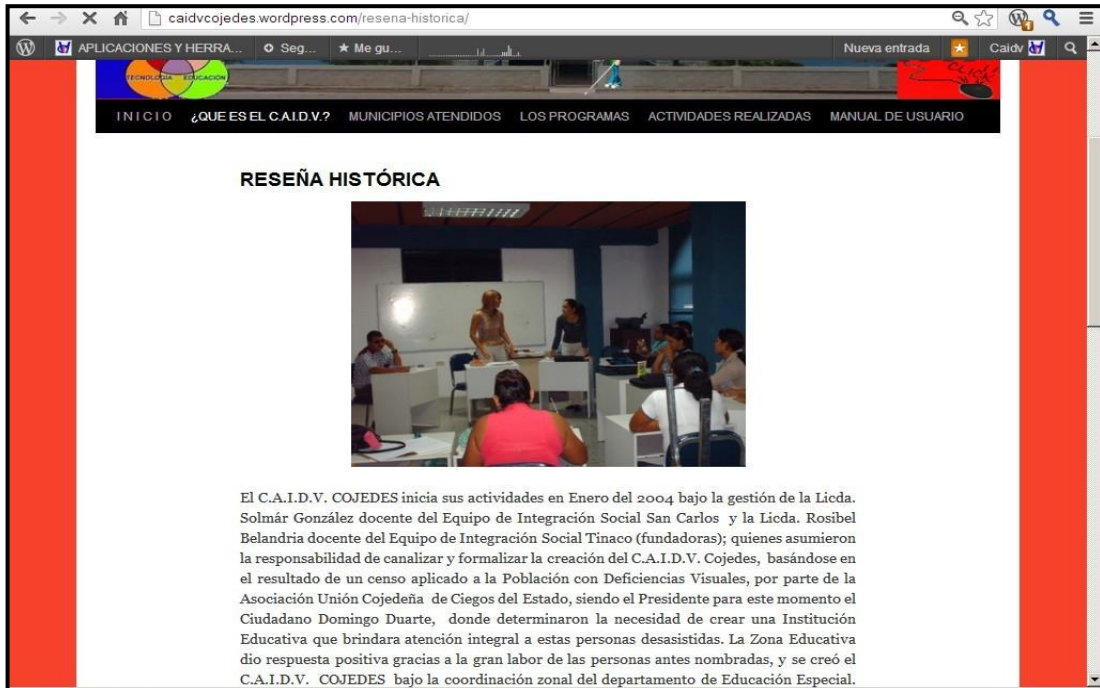 caidvcojedes.wordpress.com/resena-historica/
APLICACIONES Y HERRA... Seg... Me gu... Nueva entrada Caidv
TECNOLOGÍA EDUCACIÓN CLICK!
INICIO ¿QUE ES EL C.A.I.D.V.? MUNICIPIOS ATENDIDOS LOS PROGRAMAS ACTIVIDADES REALIZADAS MANUAL DE USUARIO
RESEÑA HISTÓRICA
El C.A.I.D.V. COJEDES inicia sus actividades en Enero del 2004 bajo la gestión de la Licda.
Solmár González docente del Equipo de Integración Social San Carlos y la Licda. Rosibel
Belandria docente del Equipo de Integración Social Tinaco (fundadoras); quienes asumieron
la responsabilidad de canalizar y formalizar la creación del C.A.I.D.V. Cojedes, basándose en
el resultado de un censo aplicado a la Población con Deficiencias Visuales, por parte de la
Asociación Unión Cojedeña de Ciegos del Estado, siendo el Presidente para este momento el
Ciudadano Domingo Duarte, donde determinaron la necesidad de crear una Institución
Educativa que brindara atención integral a estas personas desasistidas. La Zona Educativa
dio respuesta positiva gracias a la gran labor de las personas antes nombradas, y se creó el
C.A.I.D.V. COJEDES bajo la coordinación zonal del departamento de Educación Especial.